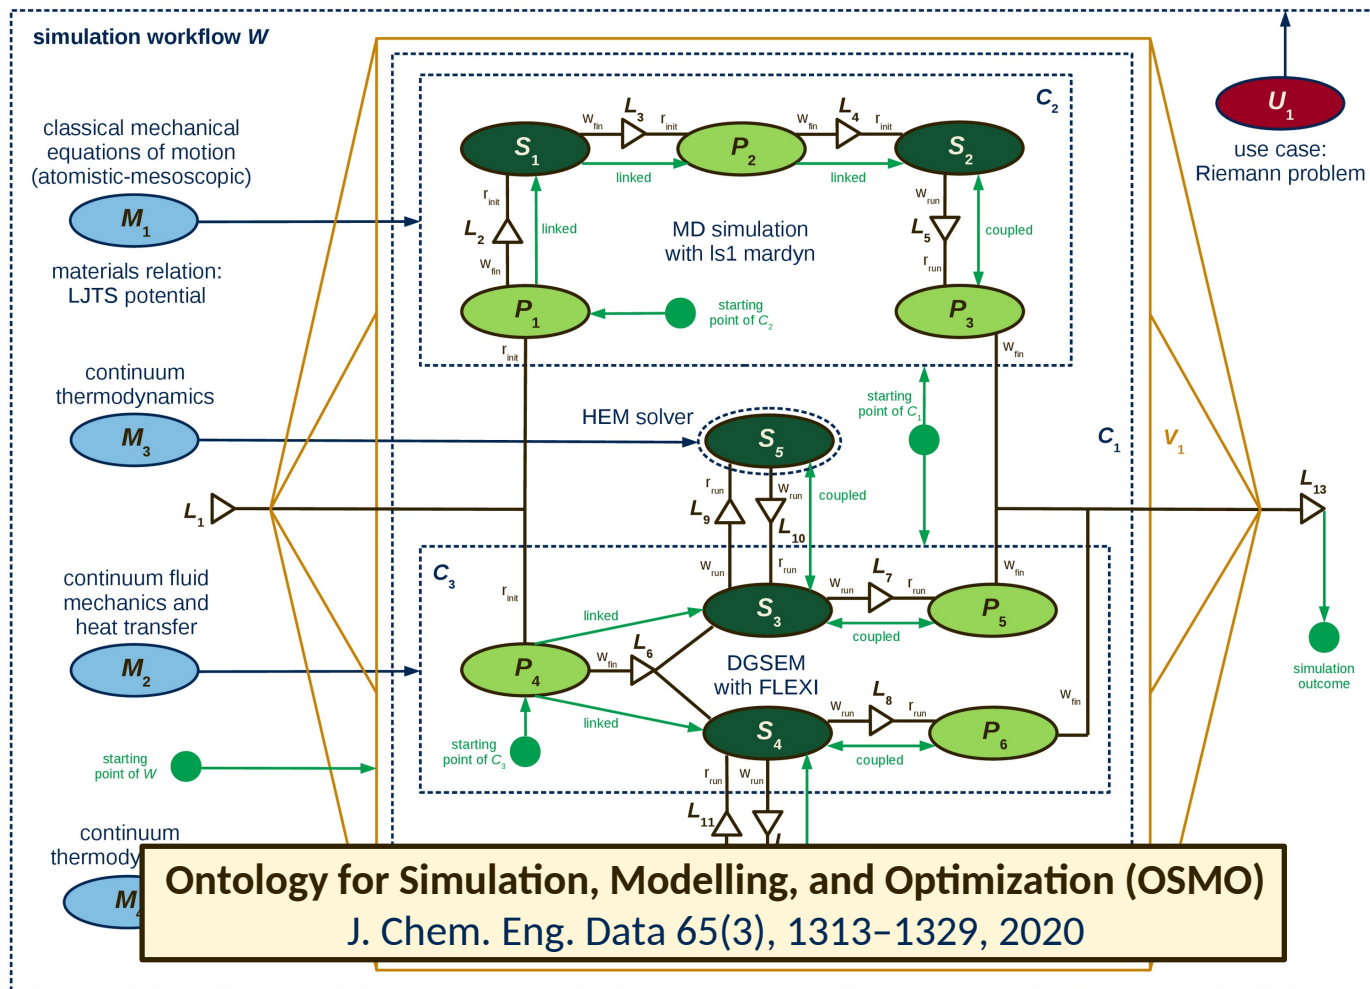 simulation workflow W
classical mechanical
equations of motion
(atomistic-mesoscopic)
M1
materials relation:
LJTS potential
continuum
thermodynamics
M3
L1
continuum fluid
mechanics and
heat transfer
M2
starting
point of W
continuum
C2
S1
wfin
L3
rinit
P2
wfin
L4
rinit
S2
linked
linked
rinit
L2
wfin
linked
MD simulation
with ls1 mardyn
wrun
L5
rrun
coupled
P1
starting
point of C2
P3
rinit
wfin
HEM solver
S5
starting
point of C1
C1
V1
rrun
L9
wrun
wrun
L10
rrun
coupled
C3
rinit
linked
S3
wrun
L7
rrun
coupled
wfin
P5
P4
wfin
L6
DGSEM
with FLEXI
linked
starting
point of C3
S4
wrun
L8
rrun
coupled
P6
wfin
rrun
wrun
L11
U1
use case:
Riemann problem
L13
simulation
outcome
Ontology for Simulation, Modelling, and Optimization (OSMO)
J. Chem. Eng. Data 65(3), 1313–1329, 2020